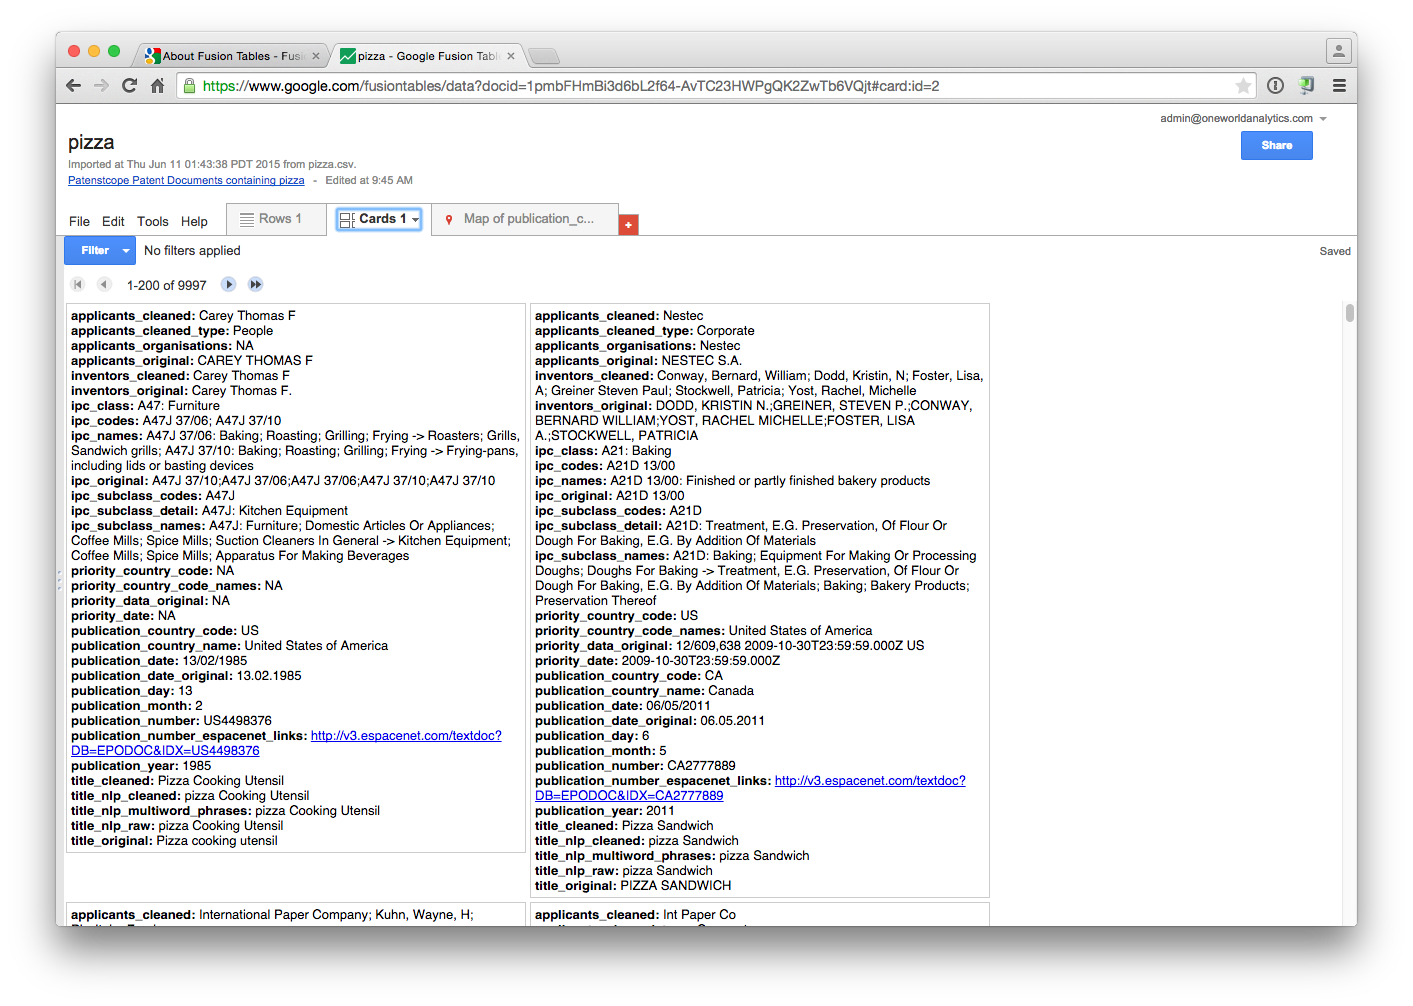 About Fusion Tables - Fusi
pizza - Google Fusion Tabl
https://www.google.com/fusiontables/data?docid=1pmbFHmBi3d6bL2f64-AvTC23HWPgQK2ZwTb6VQjt#card:id=2
admin@oneworldanalytics.com
pizza
Share
Imported at Thu Jun 11 01:43:38 PDT 2015 from pizza.csv.
Patenstcope Patent Documents containing pizza - Edited at 9:45 AM
File Edit Tools Help Rows 1 Cards 1 Map of publication_c... +
Filter No filters applied Saved
1-200 of 9997
applicants_cleaned: Carey Thomas F
applicants_cleaned_type: People
applicants_organisations: NA
applicants_original: CAREY THOMAS F
inventors_cleaned: Carey Thomas F
inventors_original: Carey Thomas F.
ipc_class: A47: Furniture
ipc_codes: A47J 37/06; A47J 37/10
ipc_names: A47J 37/06: Baking; Roasting; Grilling; Frying -> Roasters; Grills,
Sandwich grills; A47J 37/10: Baking; Roasting; Grilling; Frying -> Frying-pans,
including lids or basting devices
ipc_original: A47J 37/10;A47J 37/06;A47J 37/06;A47J 37/10;A47J 37/10
ipc_subclass_codes: A47J
ipc_subclass_detail: A47J: Kitchen Equipment
ipc_subclass_names: A47J: Furniture; Domestic Articles Or Appliances;
Coffee Mills; Spice Mills; Suction Cleaners In General -> Kitchen Equipment;
Coffee Mills; Spice Mills; Apparatus For Making Beverages
priority_country_code: NA
priority_country_code_names: NA
priority_data_original: NA
priority_date: NA
publication_country_code: US
publication_country_name: United States of America
publication_date: 13/02/1985
publication_date_original: 13.02.1985
publication_day: 13
publication_month: 2
publication_number: US4498376
publication_number_espacenet_links: http://v3.espacenet.com/textdoc?
DB=EPODOC&IDX=US4498376
publication_year: 1985
title_cleaned: Pizza Cooking Utensil
title_nlp_cleaned: pizza Cooking Utensil
title_nlp_multiword_phrases: pizza Cooking Utensil
title_nlp_raw: pizza Cooking Utensil
title_original: Pizza cooking utensil
applicants_cleaned: Nestec
applicants_cleaned_type: Corporate
applicants_organisations: Nestec
applicants_original: NESTEC S.A.
inventors_cleaned: Conway, Bernard, William; Dodd, Kristin, N; Foster, Lisa,
A; Greiner Steven Paul; Stockwell, Patricia; Yost, Rachel, Michelle
inventors_original: DODD, KRISTIN N.;GREINER, STEVEN P.;CONWAY,
BERNARD WILLIAM;YOST, RACHEL MICHELLE;FOSTER, LISA
A.;STOCKWELL, PATRICIA
ipc_class: A21: Baking
ipc_codes: A21D 13/00
ipc_names: A21D 13/00: Finished or partly finished bakery products
ipc_original: A21D 13/00
ipc_subclass_codes: A21D
ipc_subclass_detail: A21D: Treatment, E.G. Preservation, Of Flour Or
Dough For Baking, E.G. By Addition Of Materials
ipc_subclass_names: A21D: Baking; Equipment For Making Or Processing
Doughs; Doughs For Baking -> Treatment, E.G. Preservation, Of Flour Or
Dough For Baking, E.G. By Addition Of Materials; Baking; Bakery Products;
Preservation Thereof
priority_country_code: US
priority_country_code_names: United States of America
priority_data_original: 12/609,638 2009-10-30T23:59:59.000Z US
priority_date: 2009-10-30T23:59:59.000Z
publication_country_code: CA
publication_country_name: Canada
publication_date: 06/05/2011
publication_date_original: 06.05.2011
publication_day: 6
publication_month: 5
publication_number: CA2777889
publication_number_espacenet_links: http://v3.espacenet.com/textdoc?
DB=EPODOC&IDX=CA2777889
publication_year: 2011
title_cleaned: Pizza Sandwich
title_nlp_cleaned: pizza Sandwich
title_nlp_multiword_phrases: pizza Sandwich
title_nlp_raw: pizza Sandwich
title_original: PIZZA SANDWICH
applicants_cleaned: International Paper Company; Kuhn, Wayne, H;
applicants_cleaned: Int Paper Co